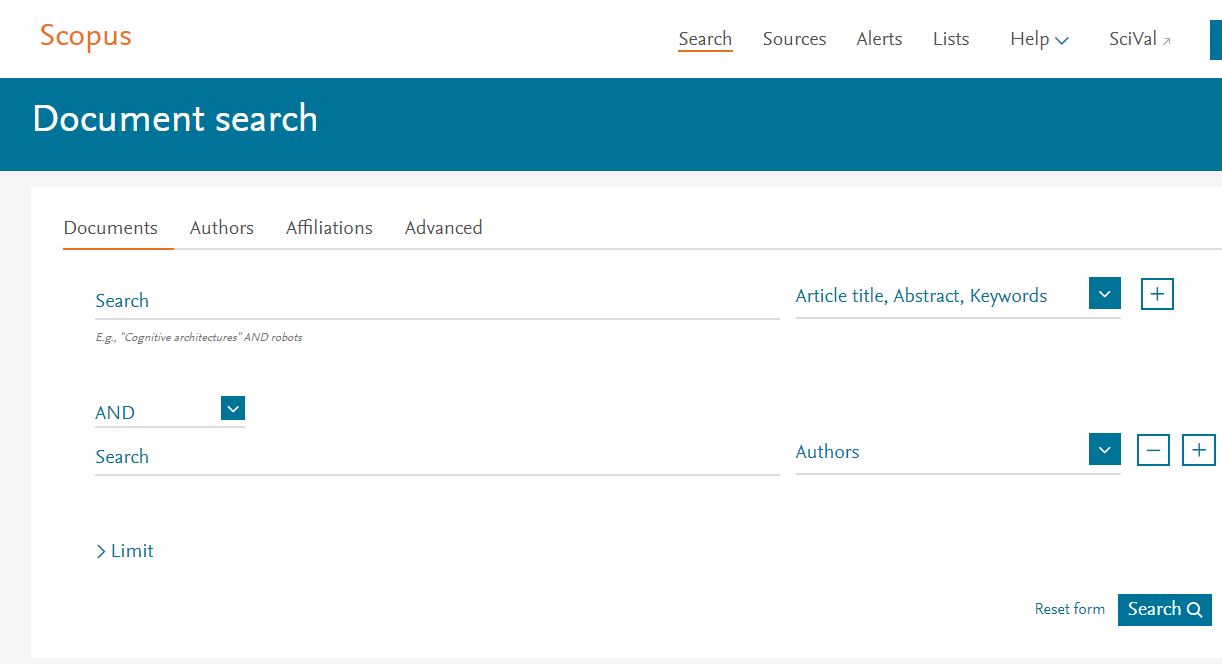 Scopus
Search Sources Alerts Lists Help SciVal
Document search
Documents Authors Affiliations Advanced
Search Article title, Abstract, Keywords
E.g., "Cognitive architectures" AND robots
AND
Search Authors
Limit
Reset form Search